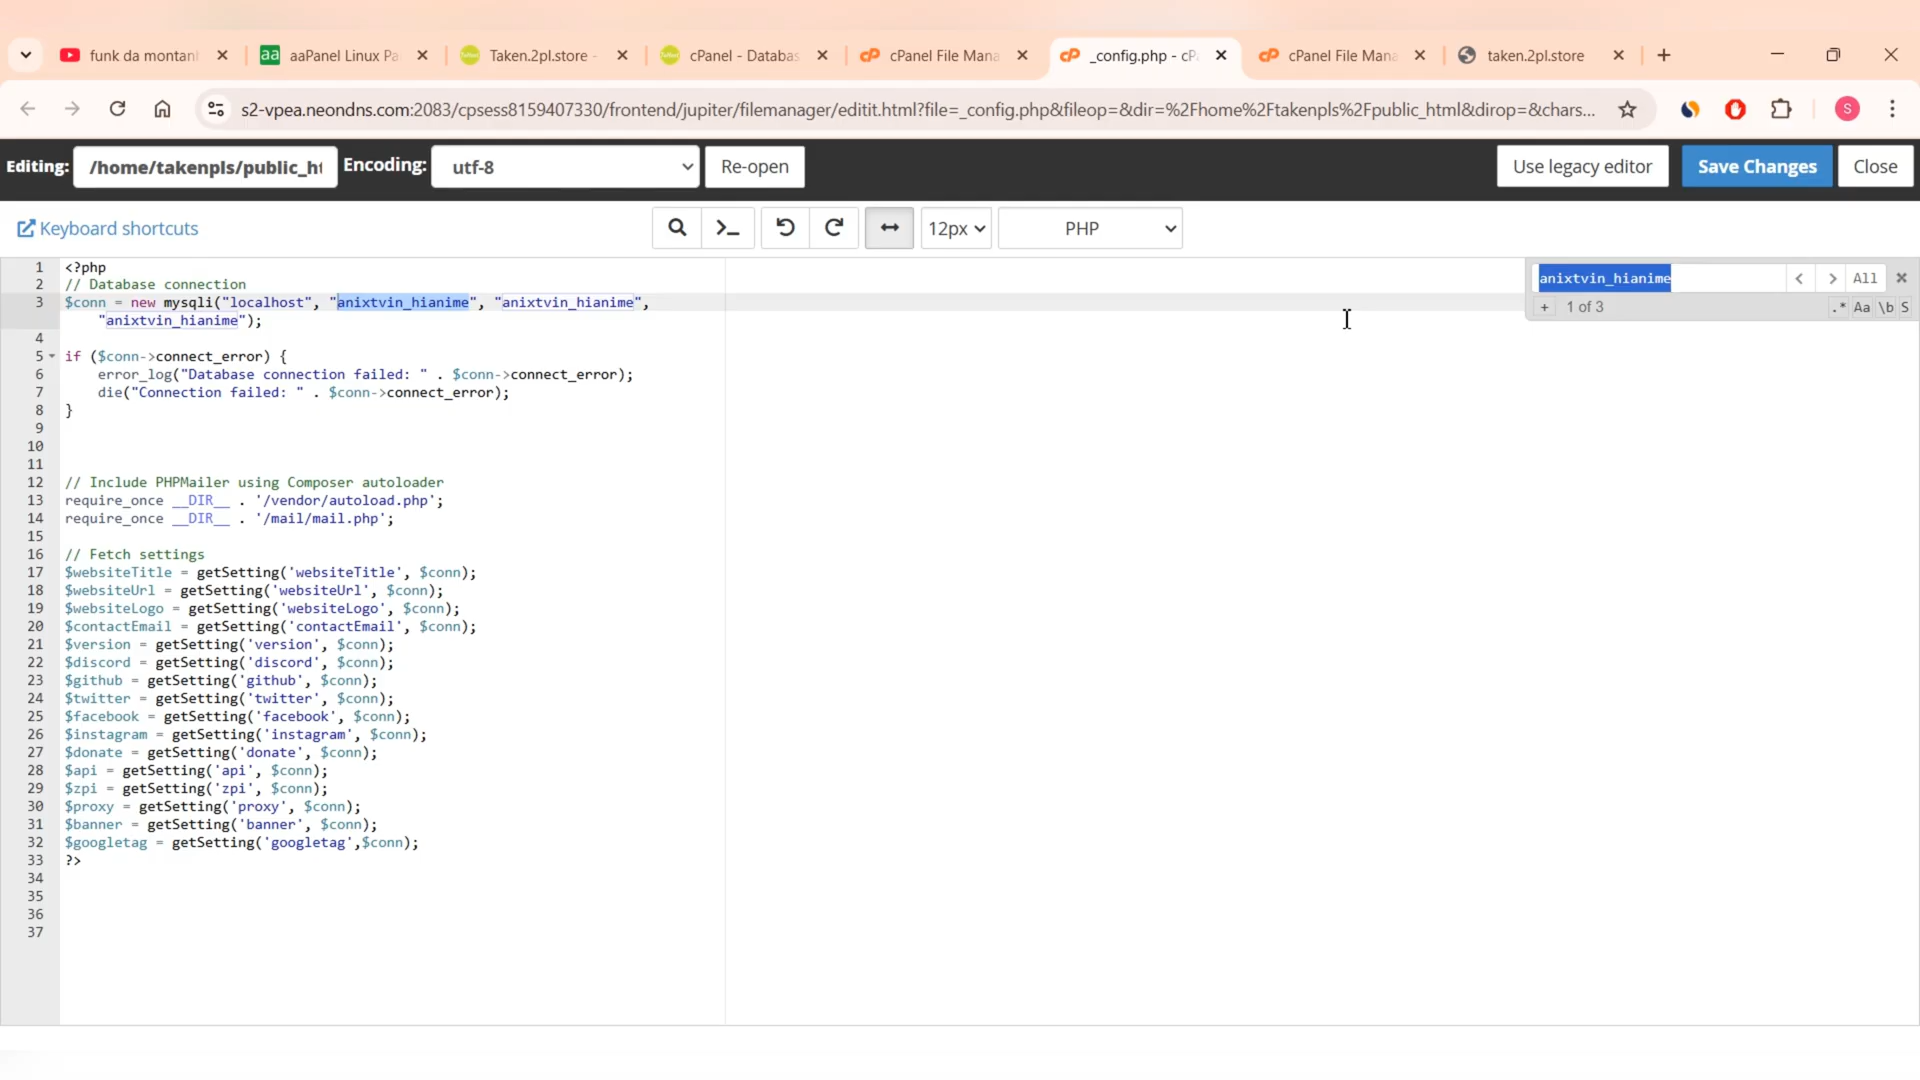 funk da montanh
aaPanel Linux Pa
Taken.2pl.store -
cPanel - Databas
cPanel File Mana
_config.php - cPa
cPanel File Mana
taken.2pl.store
s2-vpea.neondns.com:2083/cpsess8159407330/frontend/jupiter/filemanager/editit.html?file=_config.php&fileop=&dir=%2Fhome%2Ftakenpls%2Fpublic_html&dirop=&chars...
S
Editing:
/home/takenpls/public_ht
Encoding:
utf-8
Re-open
Use legacy editor
Save Changes
Close
Keyboard shortcuts
12px
PHP
anixtvin_hianime
All
+
1 of 3
.* Aa \b S
1 <?php
2 // Database connection
3 $conn = new mysqli("localhost", "anixtvin_hianime", "anixtvin_hianime",
"anixtvin_hianime");
4
5 if ($conn->connect_error) {
6 error_log("Database connection failed: " . $conn->connect_error);
7 die("Connection failed: " . $conn->connect_error);
8 }
9
10
11
12 // Include PHPMailer using Composer autoloader
13 require_once __DIR__ . '/vendor/autoload.php';
14 require_once __DIR__ . '/mail/mail.php';
15
16 // Fetch settings
17 $websiteTitle = getSetting('websiteTitle', $conn);
18 $websiteUrl = getSetting('websiteUrl', $conn);
19 $websiteLogo = getSetting('websiteLogo', $conn);
20 $contactEmail = getSetting('contactEmail', $conn);
21 $version = getSetting('version', $conn);
22 $discord = getSetting('discord', $conn);
23 $github = getSetting('github', $conn);
24 $twitter = getSetting('twitter', $conn);
25 $facebook = getSetting('facebook', $conn);
26 $instagram = getSetting('instagram', $conn);
27 $donate = getSetting('donate', $conn);
28 $api = getSetting('api', $conn);
29 $zpi = getSetting('zpi', $conn);
30 $proxy = getSetting('proxy', $conn);
31 $banner = getSetting('banner', $conn);
32 $googletag = getSetting('googletag',$conn);
33 ?>
34
35
36
37